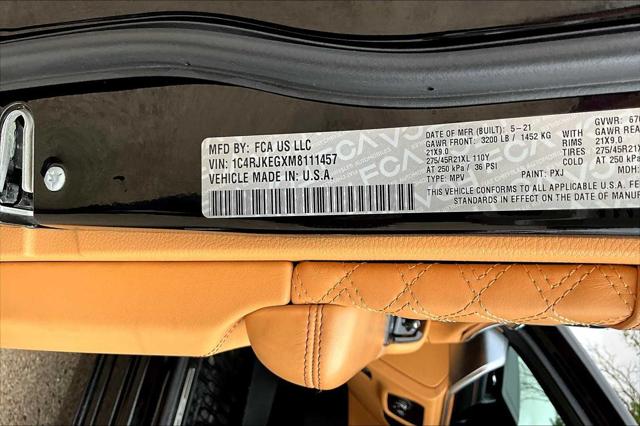 MFD BY: FCA US LLC
VIN: 1C4RJKEGXM8111457
VEHICLE MADE IN: U.S.A.
DATE OF MFR (BUILT): 5-21
GAWR FRONT: 3200 LB / 1452 KG
21X9.0
275/45R21XL 110Y
AT 250 kPa / 36 PSI
TYPE: MPV
PAINT: PXJ
GVWR: 670
TIRES GAWR REA
RIMS 21X9.0
275/45R21X
COLD AT 250 kP
MDH:
THIS VEHICLE CONFORMS TO ALL APPLICABLE U.S.A. FE
STANDARDS IN EFFECT ON THE DATE OF MANUF
FCA